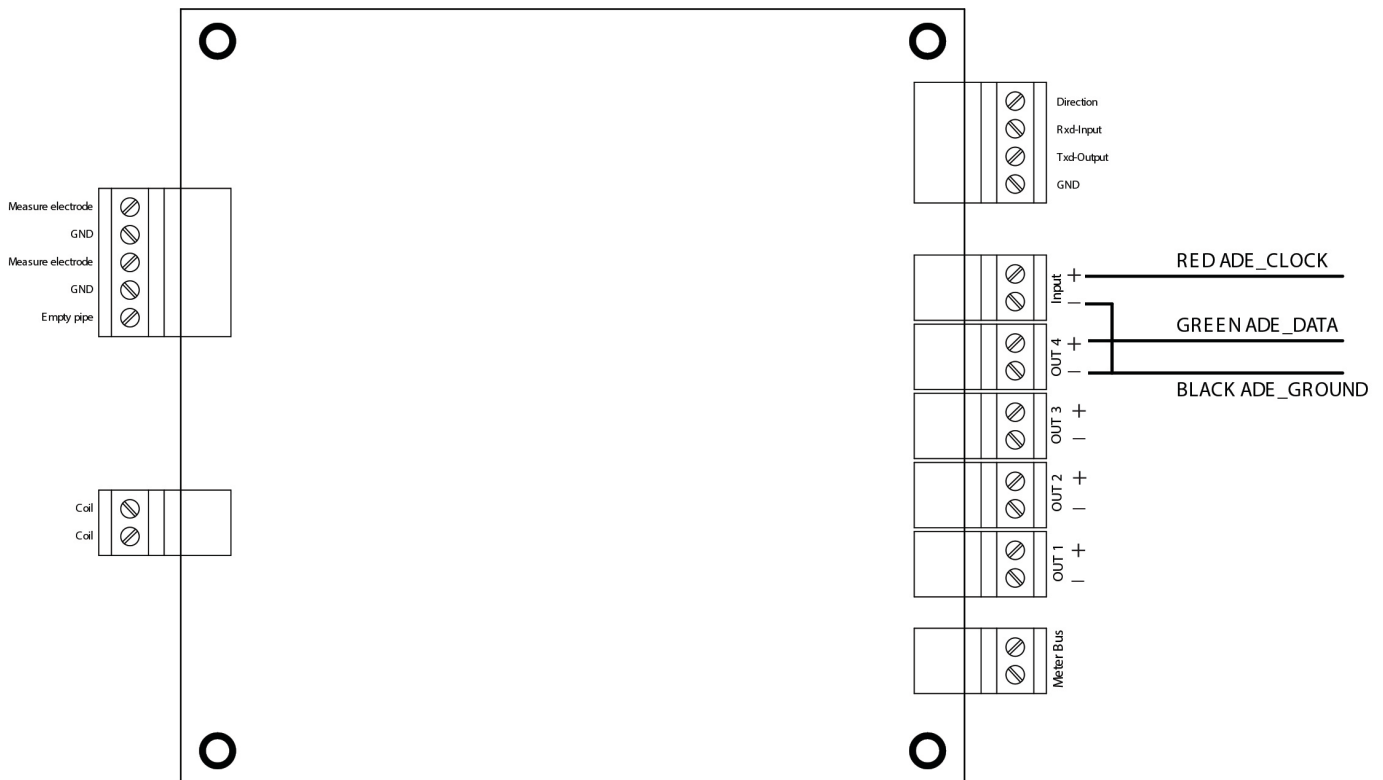 Measure electrode
GND
Measure electrode
GND
Empty pipe
Coil
Coil
Direction
Rxd-Input
Txd-Output
GND
Input
+
−
OUT 4
+
−
OUT 3
+
−
OUT 2
+
−
OUT 1
+
−
Meter Bus
RED ADE_CLOCK
GREEN ADE_DATA
BLACK ADE_GROUND